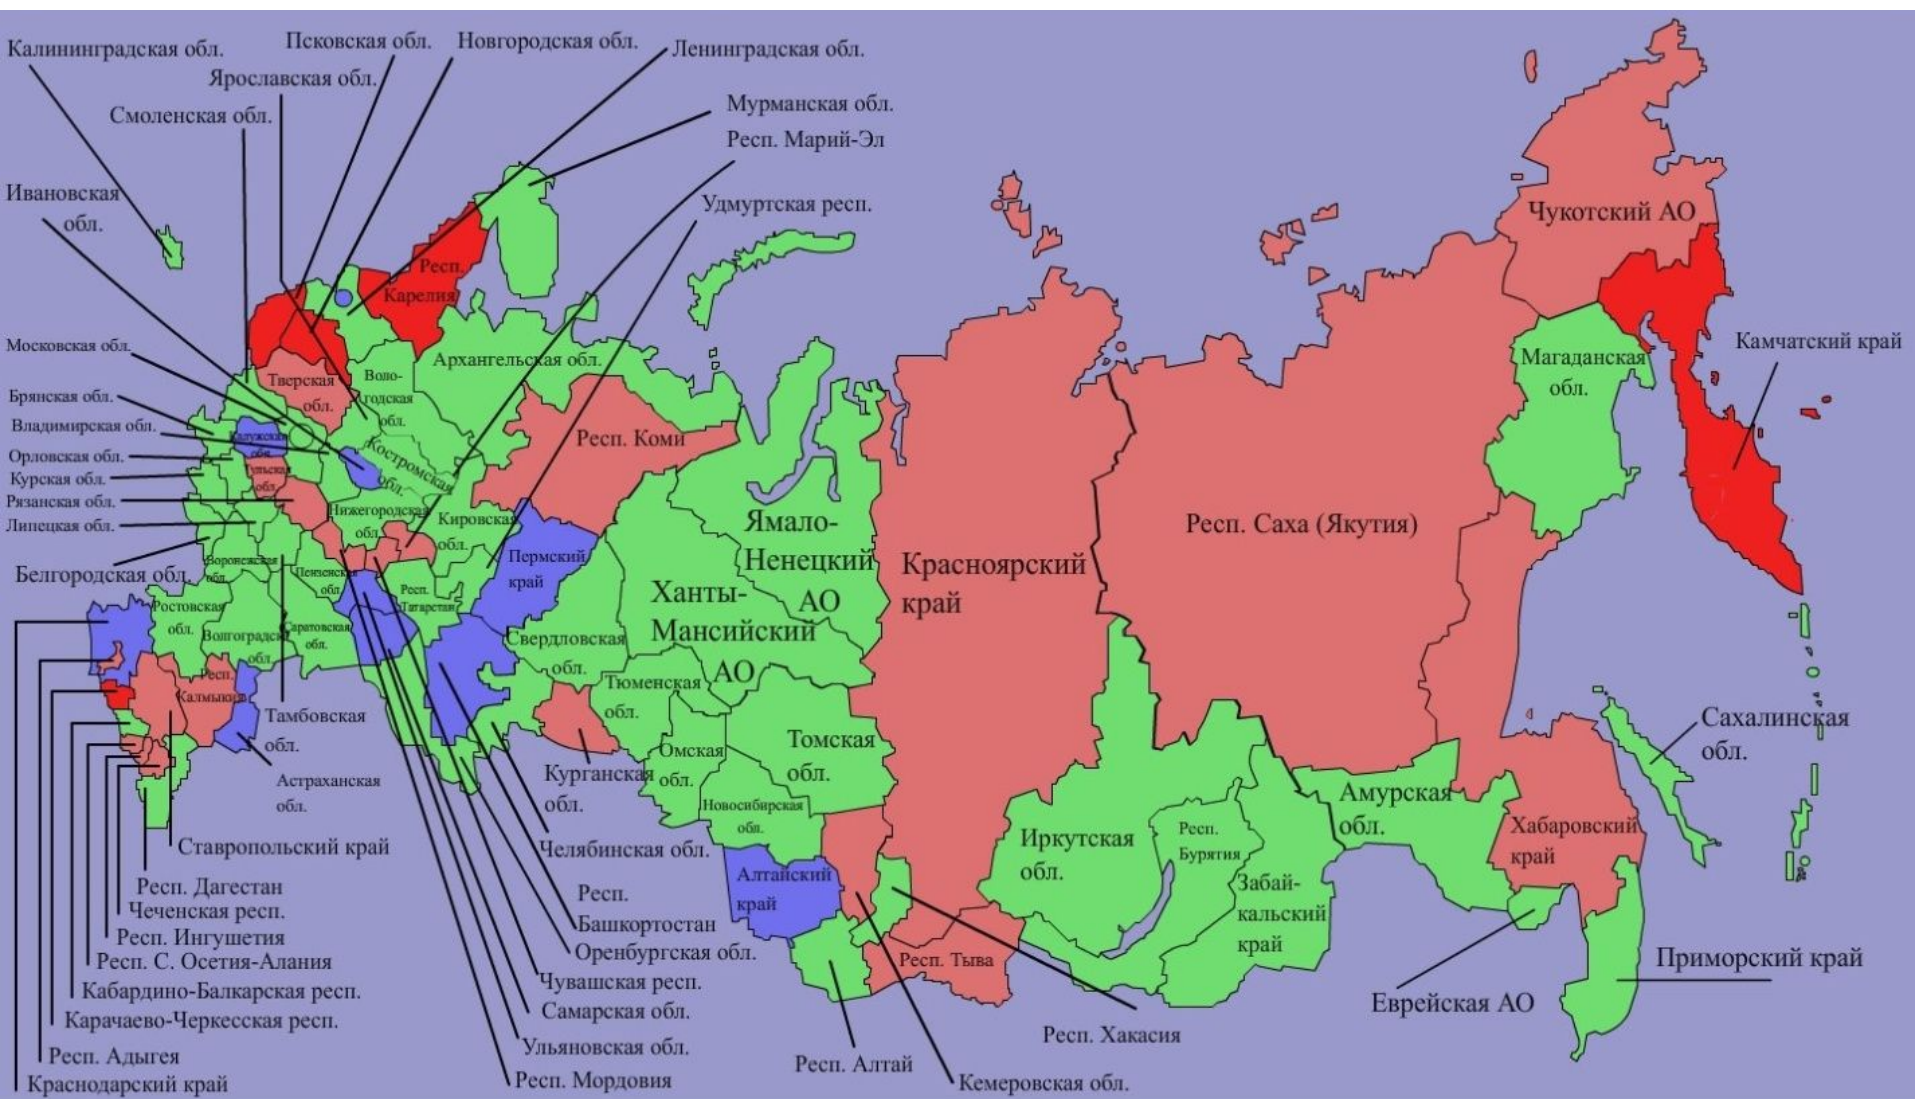 Псковская обл.
Новгородская обл.
Ленинградская обл.
Калининградская обл.
Ярославская обл.
Мурманская обл.
Смоленская обл.
Респ. Марий-Эл
Ивановская
обл.
Удмуртская респ.
Чукотский АО
Респ.
Карелия
Московская обл.
Камчатский край
Архангельская обл.
Магаданская
обл.
Тверская
обл.
Воло-
годская
обл.
Брянская обл.
Владимирская обл.
Калужская
обл.
Костромская
обл.
Респ. Коми
Орловская обл.
Тульская
обл.
Курская обл.
Рязанская обл.
Липецкая обл.
Нижегородская
обл.
Кировская
обл.
Ямало-
Ненецкий
АО
Респ. Саха (Якутия)
Белгородская обл.
Воронежская
обл.
Пензенская
обл.
Респ.
Татарстан
Пермский
край
Красноярский
край
Ханты-
Мансийский
АО
Ростовская
обл.
Волгоградск
обл.
Саратовская
обл.
Свердловская
обл.
Респ.
Калмыкия
Тюменская
обл.
Тамбовская
обл.
Сахалинская
обл.
Омская
обл.
Томская
обл.
Курганская
обл.
Астраханская
обл.
Новосибирская
обл.
Амурская
обл.
Иркутская
обл.
Респ.
Бурятия
Хабаровский
край
Ставропольский край
Челябинская обл.
Алтайский
край
Забай-
кальский
край
Респ. Дагестан
Респ.
Башкортостан
Чеченская респ.
Респ. Ингушетия
Оренбургская обл.
Респ. С. Осетия-Алания
Респ. Тыва
Приморский край
Кабардино-Балкарская респ.
Чувашская респ.
Еврейская АО
Карачаево-Черкесская респ.
Самарская обл.
Респ. Хакасия
Респ. Адыгея
Ульяновская обл.
Респ. Алтай
Краснодарский край
Респ. Мордовия
Кемеровская обл.